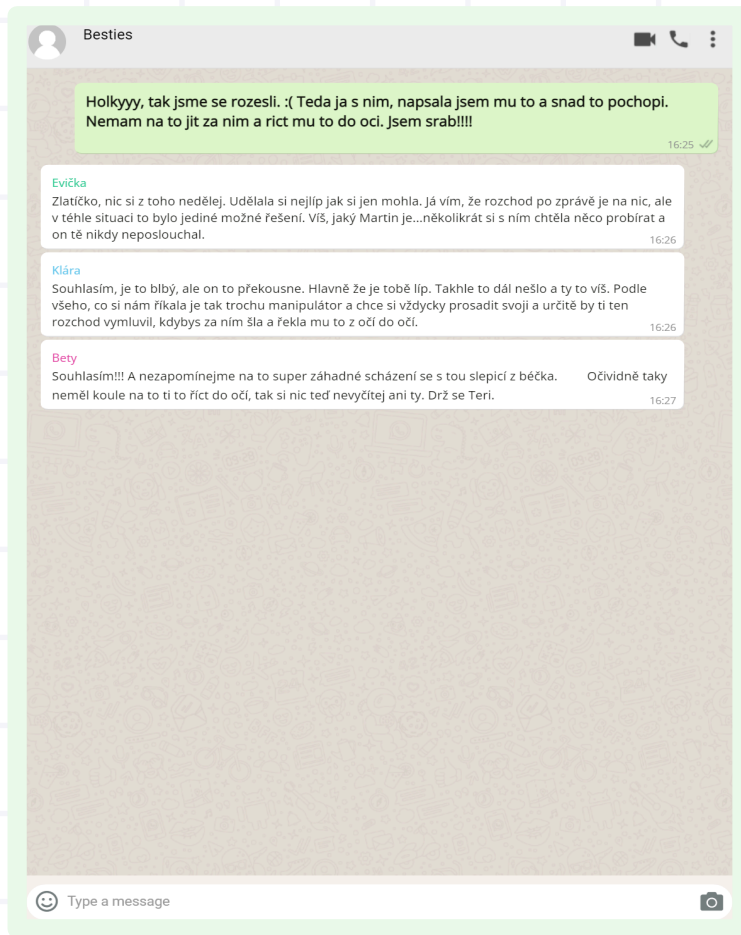 Besties
Holkyyy, tak jsme se rozesli. :( Teda ja s nim, napsala jsem mu to a snad to pochopi.
Nemam na to jit za nim a rict mu to do oci. Jsem srab!!!!
16:25
Evička
Zlatíčko, nic si z toho nedělej. Udělala si nejlíp jak si jen mohla. Já vím, že rozchod po zprávě je na nic, ale
v téhle situaci to bylo jediné možné řešení. Víš, jaký Martin je...několikrát si s ním chtěla něco probírat a
on tě nikdy neposlouchal.
16:26
Klára
Souhlasím, je to blbý, ale on to překousne. Hlavně že je tobě líp. Takhle to dál nešlo a ty to víš. Podle
všeho, co si nám říkala je tak trochu manipulátor a chce si vždycky prosadit svoji a určitě by ti ten
rozchod vymluvil, kdybys za ním šla a řekla mu to z očí do očí.
16:26
Bety
Souhlasím!!! A nezapomínejme na to super záhadné scházení se s tou slepicí z béčka. Očividně taky
neměl koule na to ti to říct do očí, tak si nic teď nevyčítej ani ty. Drž se Teri.
16:27
Type a message